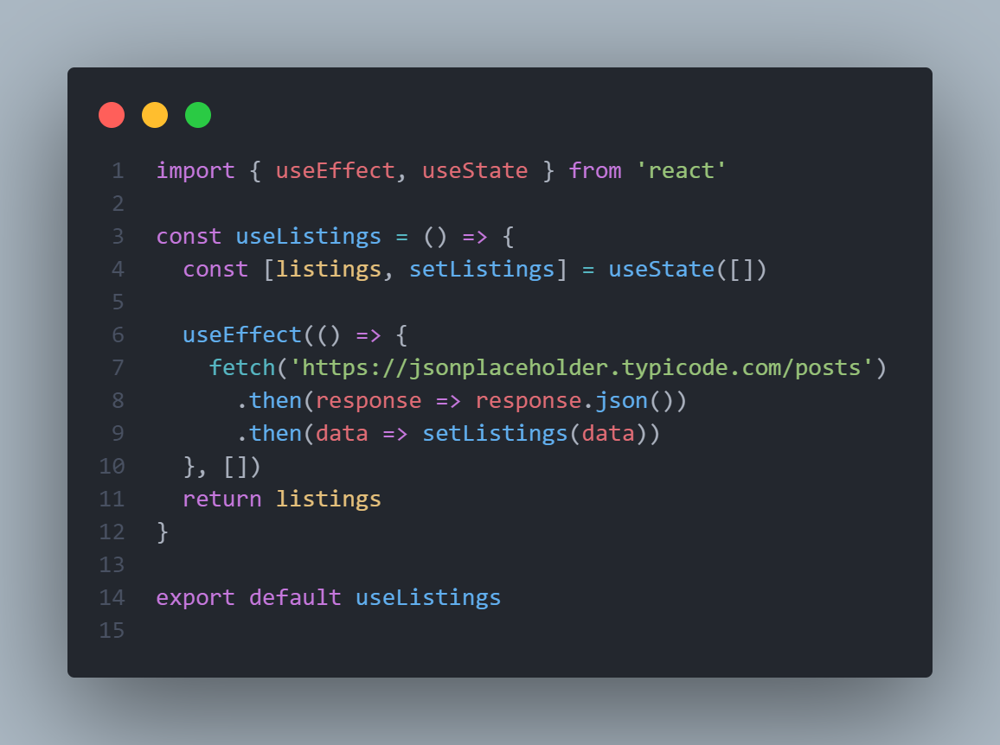 1 import { useEffect, useState } from 'react'
2
3 const useListings = () => {
4   const [listings, setListings] = useState([])
5
6   useEffect(() => {
7     fetch('https://jsonplaceholder.typicode.com/posts')
8       .then(response => response.json())
9       .then(data => setListings(data))
10   }, [])
11   return listings
12 }
13
14 export default useListings
15